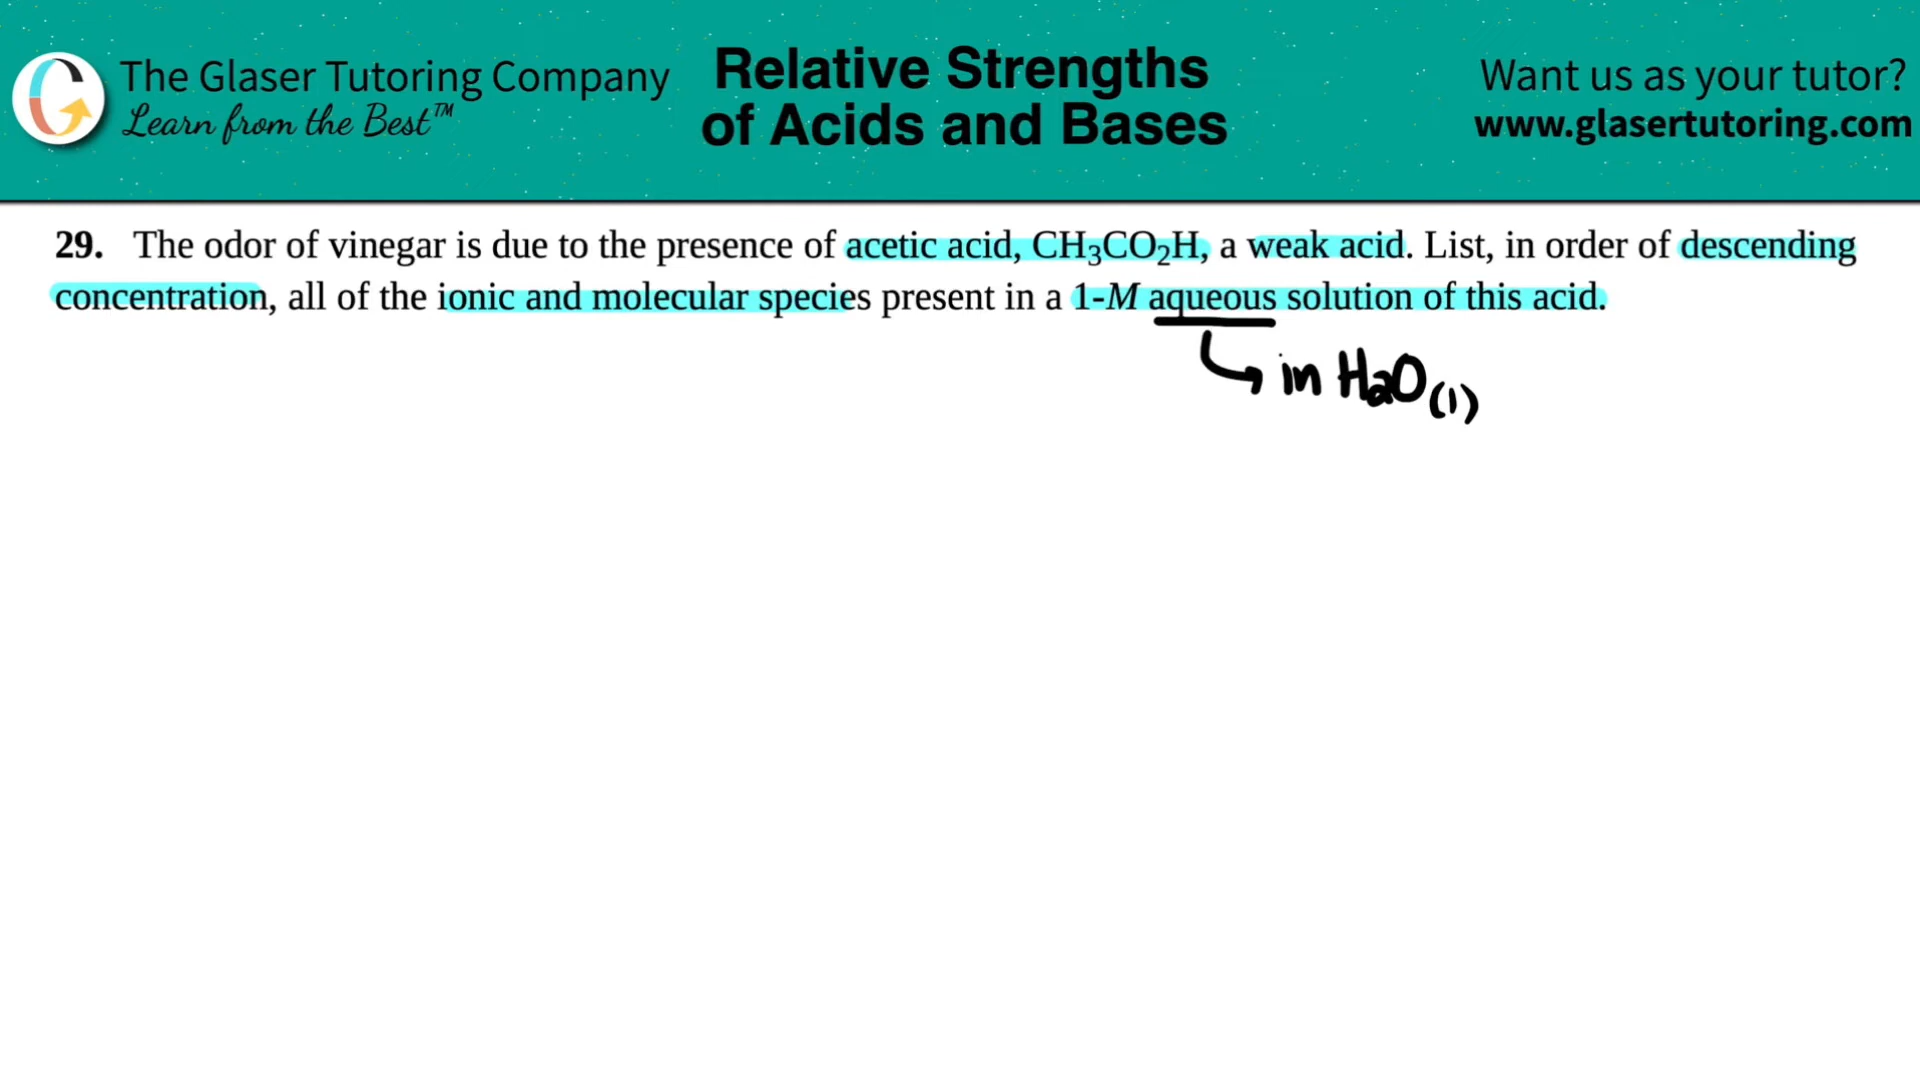 The Glaser Tutoring Company
Learn from the Best™
Relative Strengths
of Acids and Bases
Want us as your tutor?
www.glasertutoring.com
29. The odor of vinegar is due to the presence of acetic acid, CH₃CO₂H, a weak acid. List, in order of descending
concentration, all of the ionic and molecular species present in a 1-M aqueous solution of this acid.
in H₂O(l)